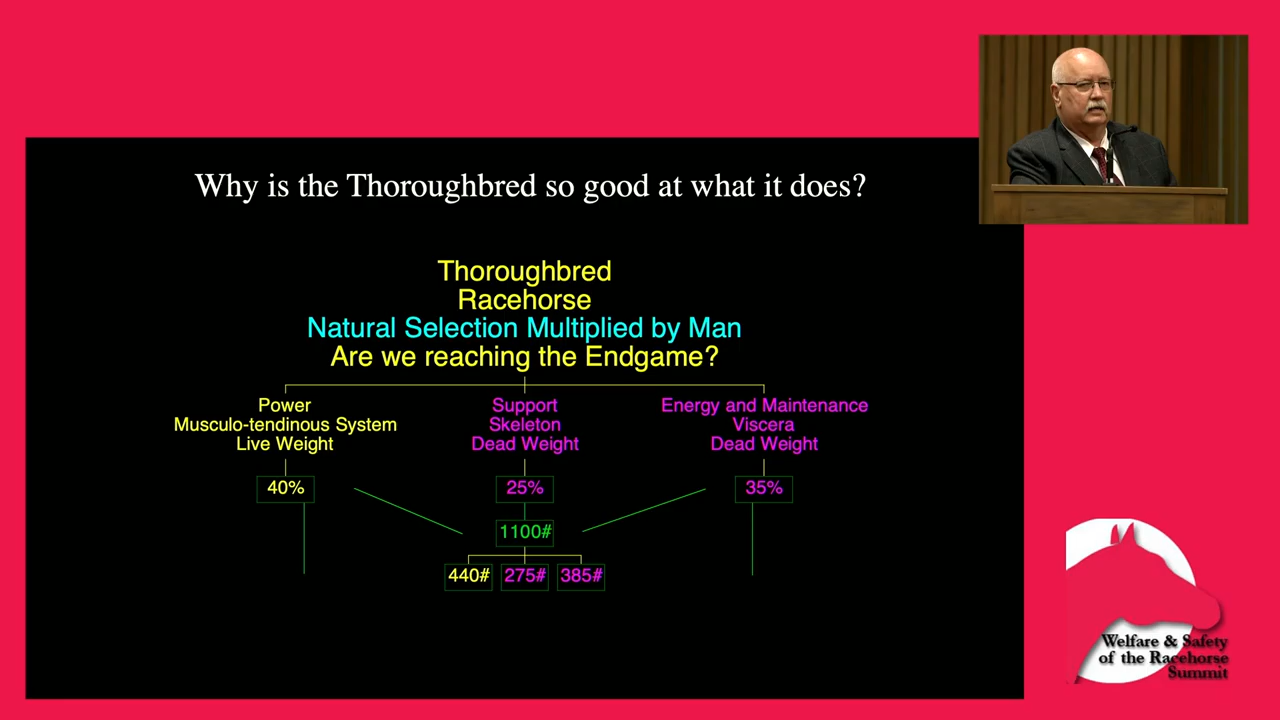 Why is the Thoroughbred so good at what it does?
Thoroughbred
Racehorse
Natural Selection Multiplied by Man
Are we reaching the Endgame?
Power
Musculo-tendinous System
Live Weight
Support
Skeleton
Dead Weight
Energy and Maintenance
Viscera
Dead Weight
40%
25%
35%
1100#
440#
275#
385#
Welfare & Safety
of the Racehorse
Summit